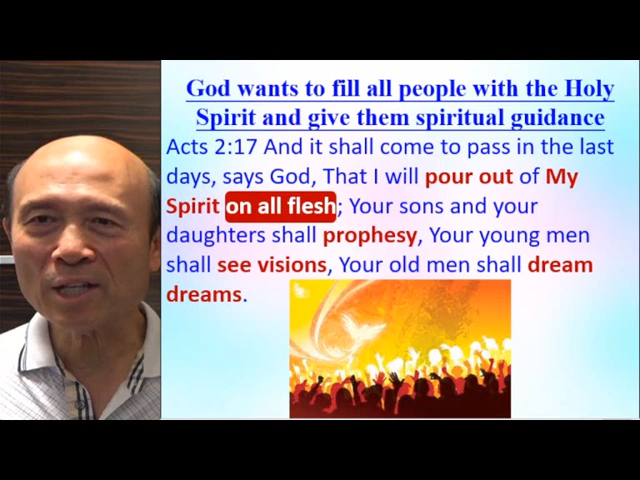 God wants to fill all people with the Holy
Spirit and give them spiritual guidance
Acts 2:17 And it shall come to pass in the last
days, says God, That I will pour out of My
Spirit on all flesh; Your sons and your
daughters shall prophesy, Your young men
shall see visions, Your old men shall dream
dreams.